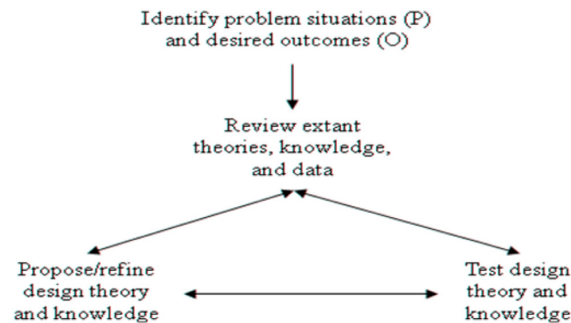 Identify problem situations (P)
and desired outcomes (O)
Review extant
theories, knowledge,
and data
Propose/refine
design theory
and knowledge
Test design
theory and
knowledge